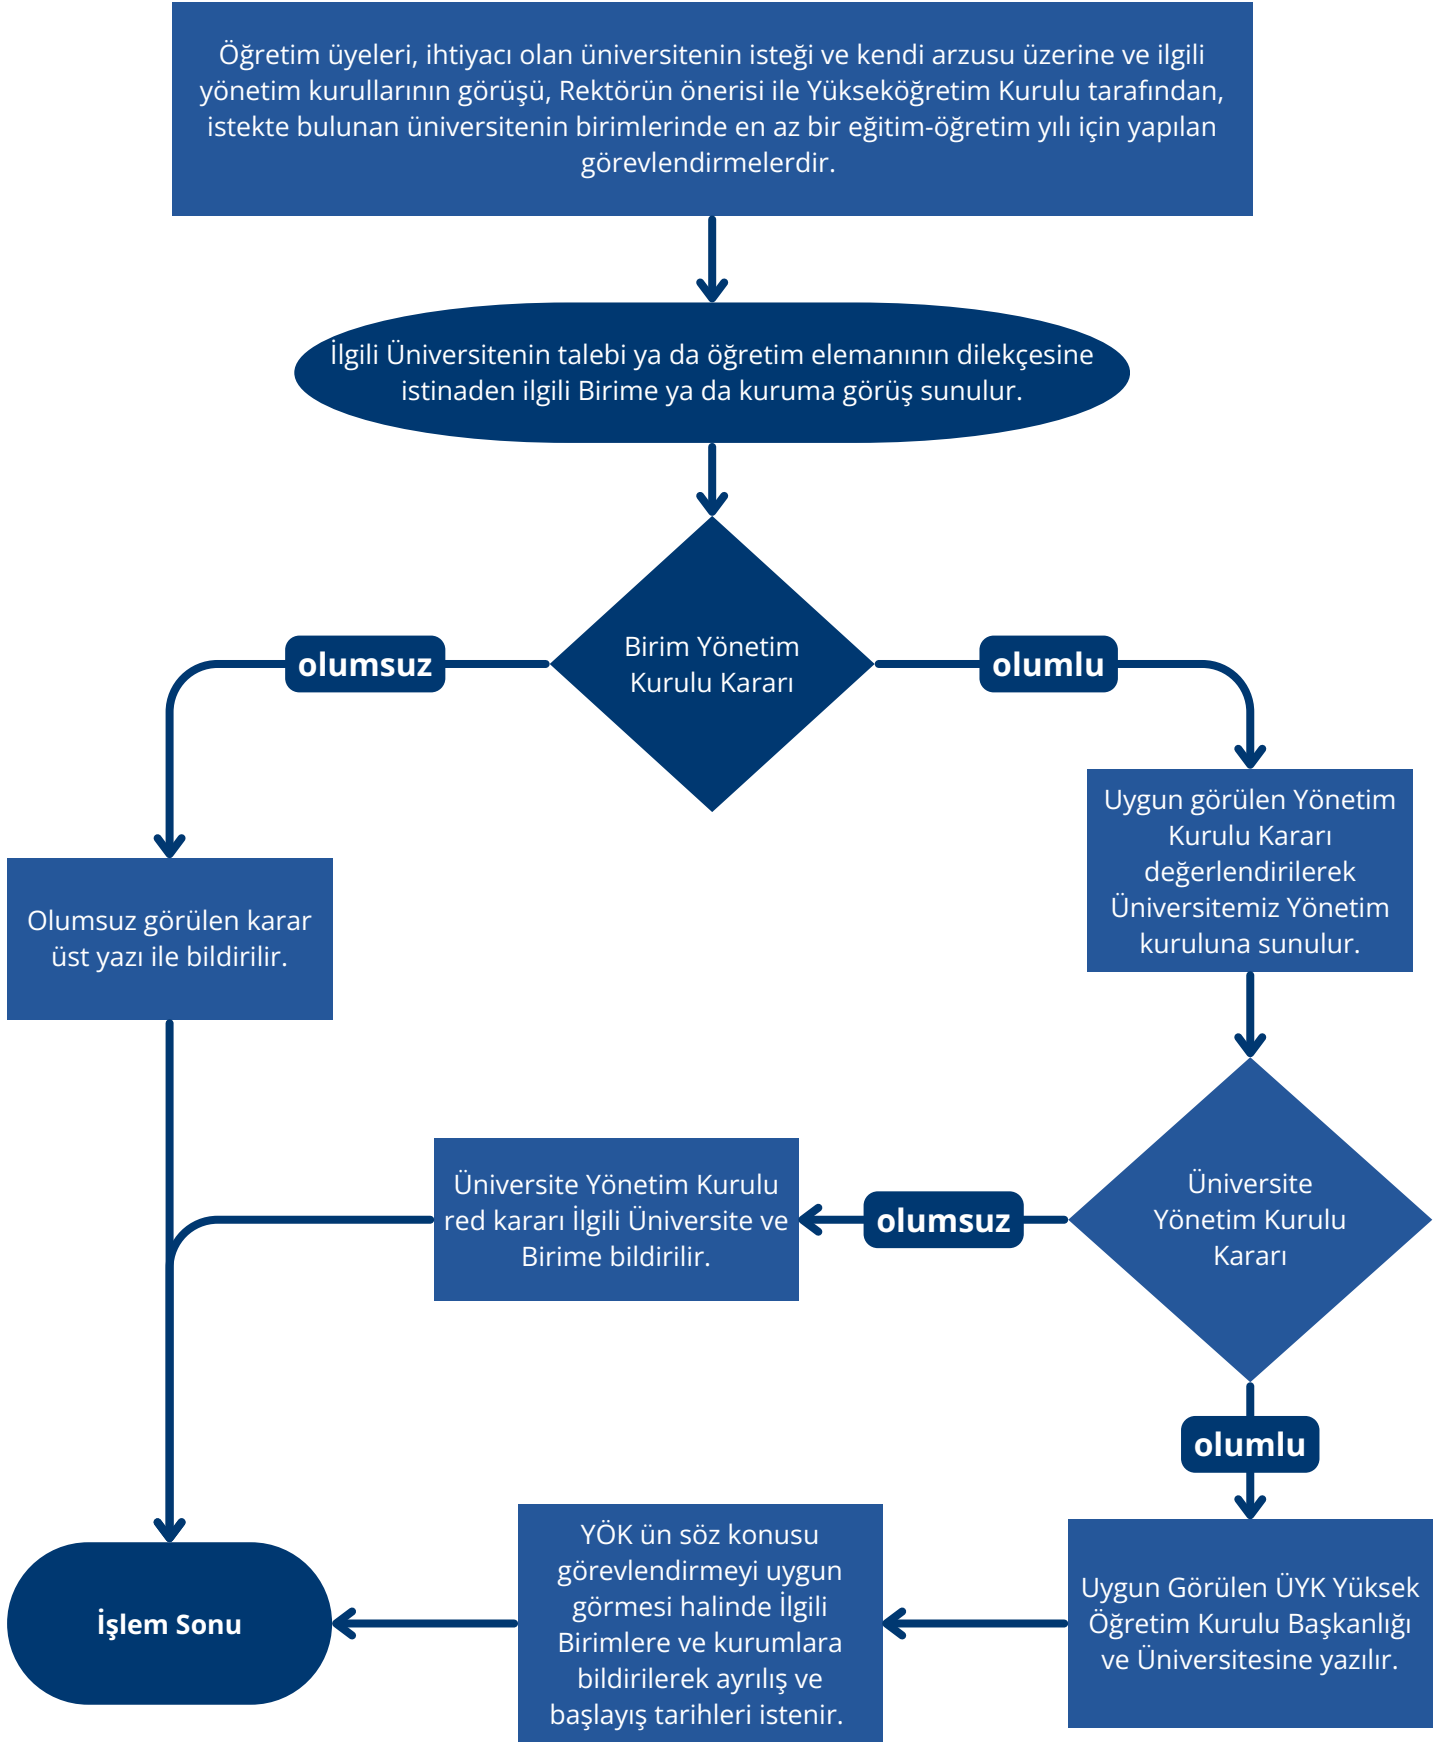 Öğretim üyeleri, ihtiyacı olan üniversitenin isteği ve kendi arzusu üzerine ve ilgili
yönetim kurullarının görüşü, Rektörün önerisi ile Yükseköğretim Kurulu tarafından,
istekte bulunan üniversitenin birimlerinde en az bir eğitim-öğretim yılı için yapılan
görevlendirmelerdir.
İlgili Üniversitenin talebi ya da öğretim elemanının dilekçesine
istinaden ilgili Birime ya da kuruma görüş sunulur.
Birim Yönetim
Kurulu Kararı
olumsuz
olumlu
Olumsuz görülen karar
üst yazı ile bildirilir.
Uygun görülen Yönetim
Kurulu Kararı
değerlendirilerek
Üniversitemiz Yönetim
kuruluna sunulur.
Üniversite
Yönetim Kurulu
Kararı
olumsuz
Üniversite Yönetim Kurulu
red kararı İlgili Üniversite ve
Birime bildirilir.
olumlu
Uygun Görülen ÜYK Yüksek
Öğretim Kurulu Başkanlığı
ve Üniversitesine yazılır.
YÖK ün söz konusu
görevlendirmeyi uygun
görmesi halinde İlgili
Birimlere ve kurumlara
bildirilerek ayrılış ve
başlayış tarihleri istenir.
İşlem Sonu